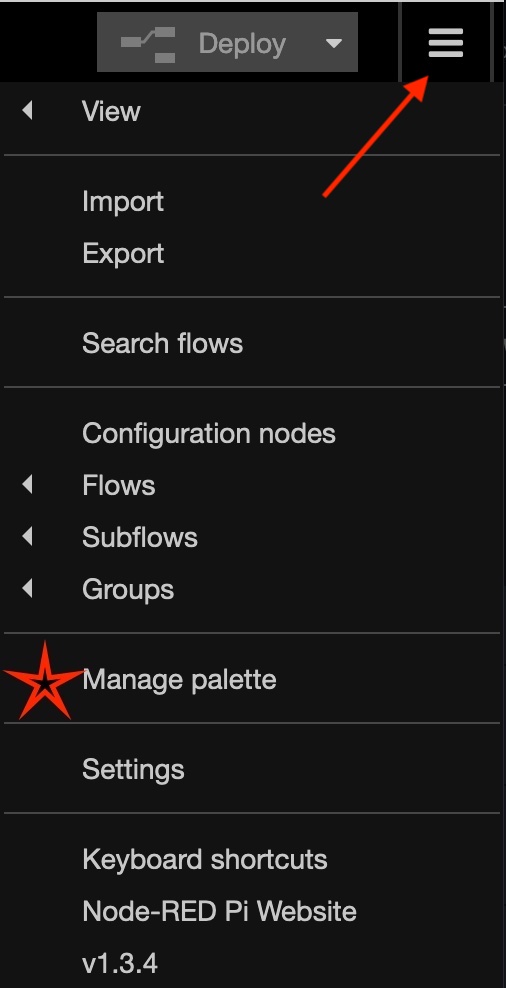 Deploy
View
Import
Export
Search flows
Configuration nodes
Flows
Subflows
Groups
Manage palette
Settings
Keyboard shortcuts
Node-RED Pi Website
v1.3.4